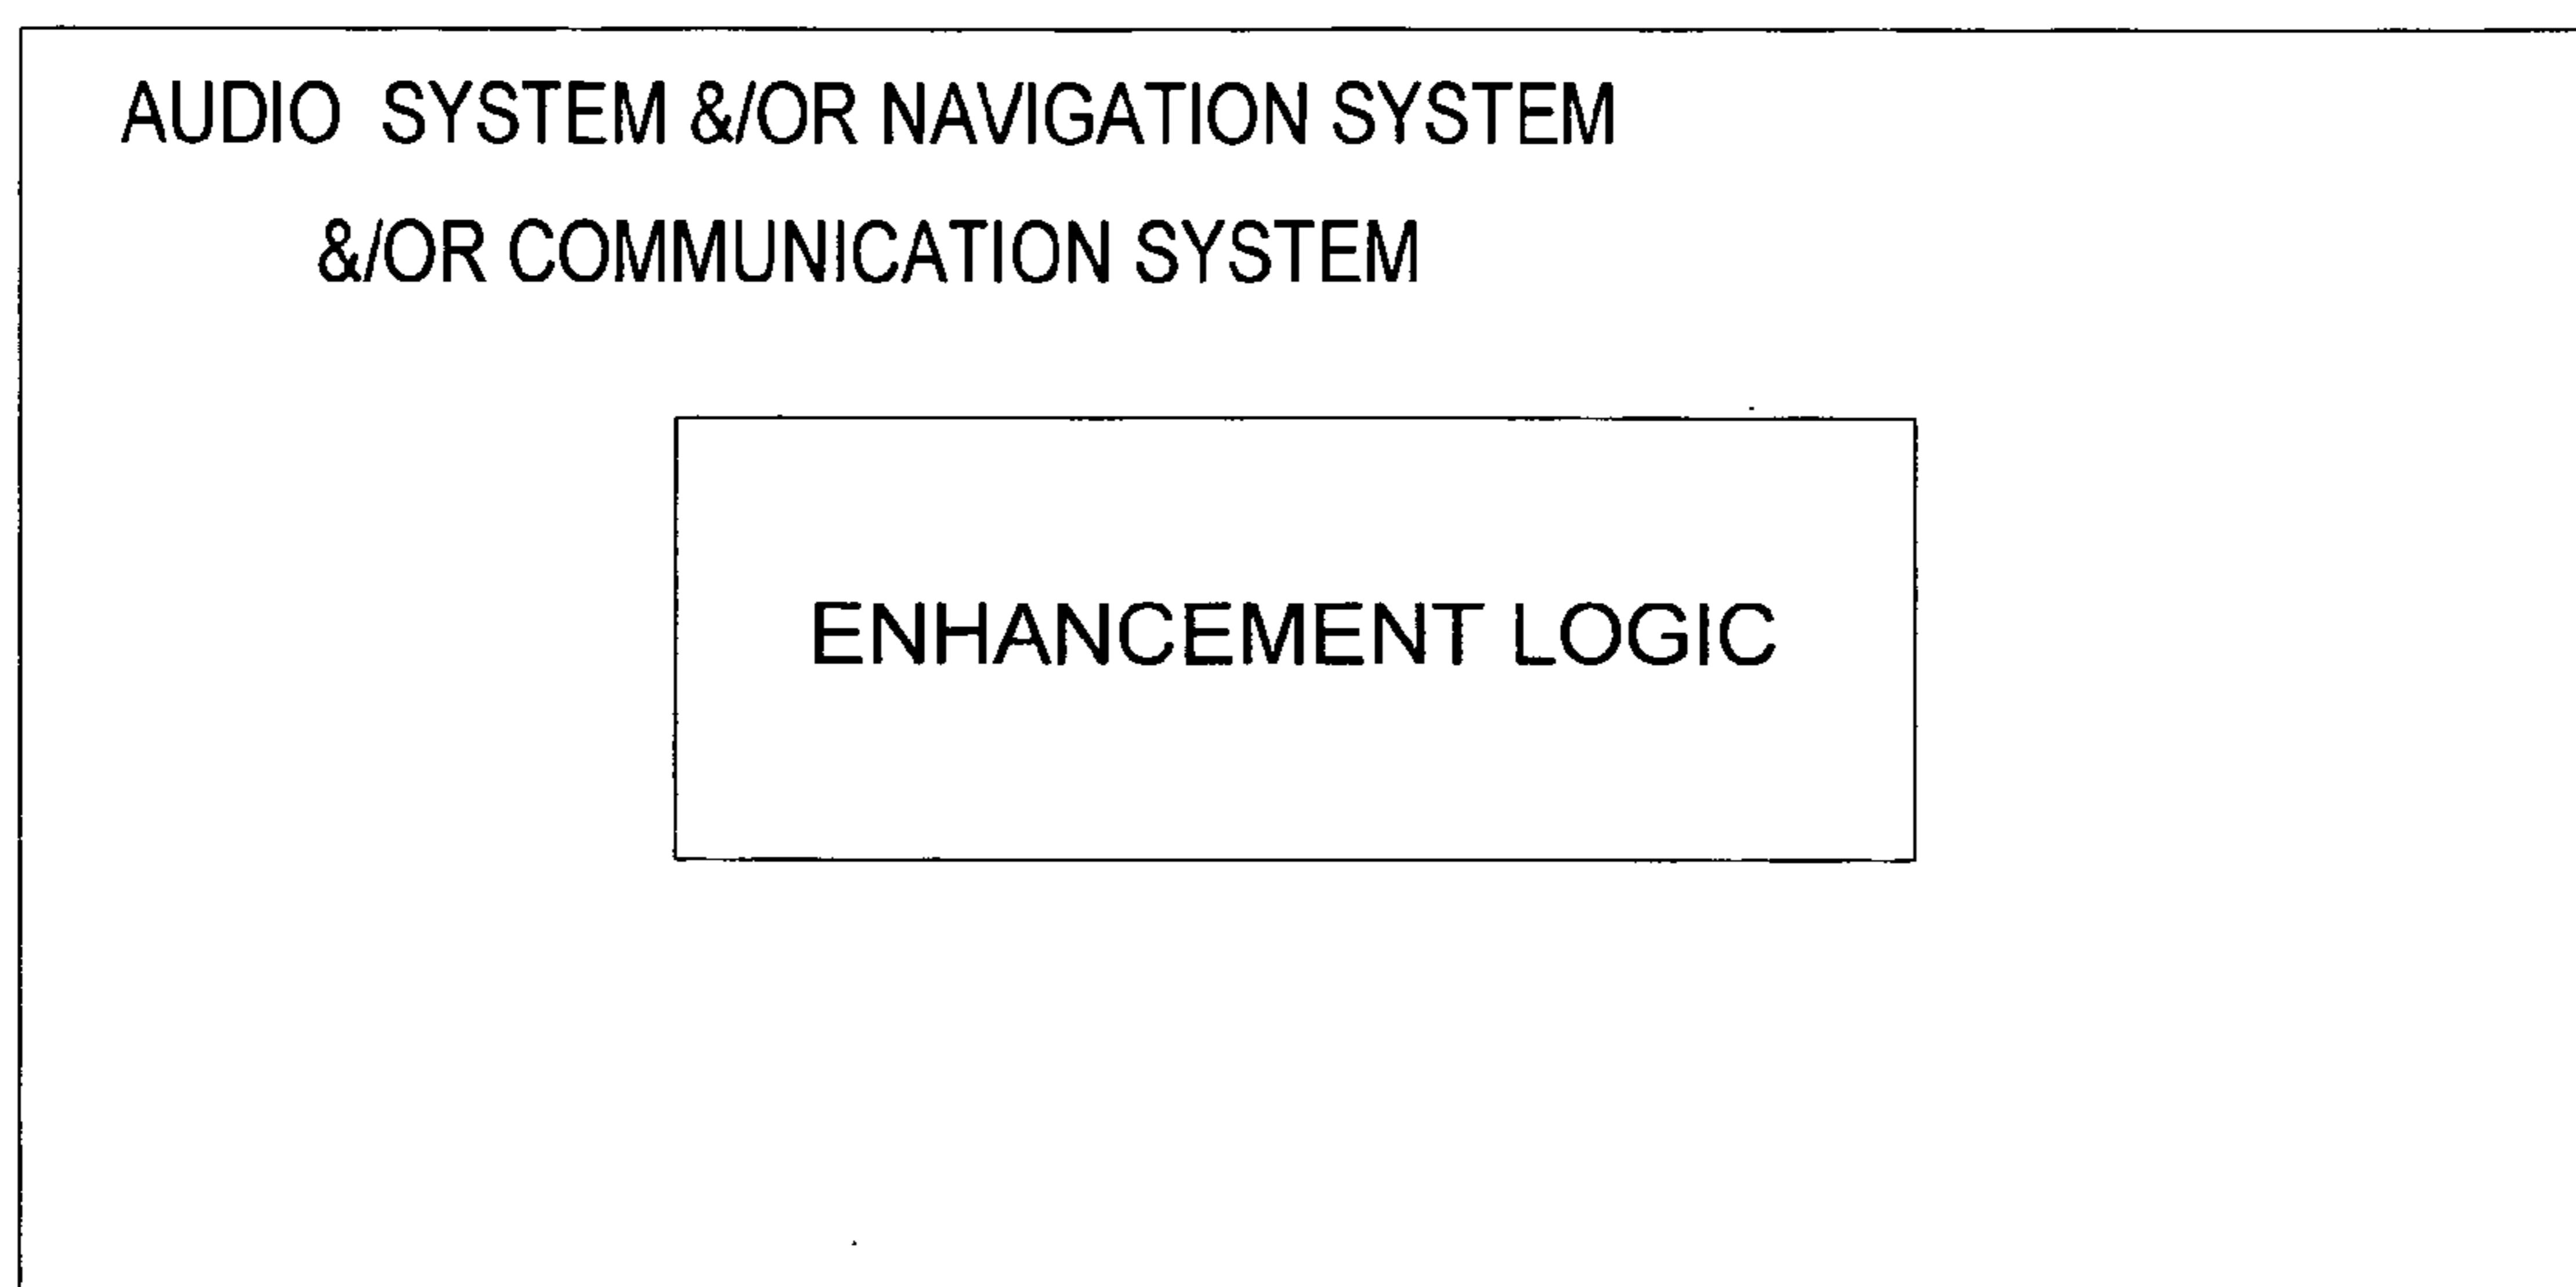 AUDIO SYSTEM &/OR NAVIGATION SYSTEM
&/OR COMMUNICATION SYSTEM
ENHANCEMENT LOGIC